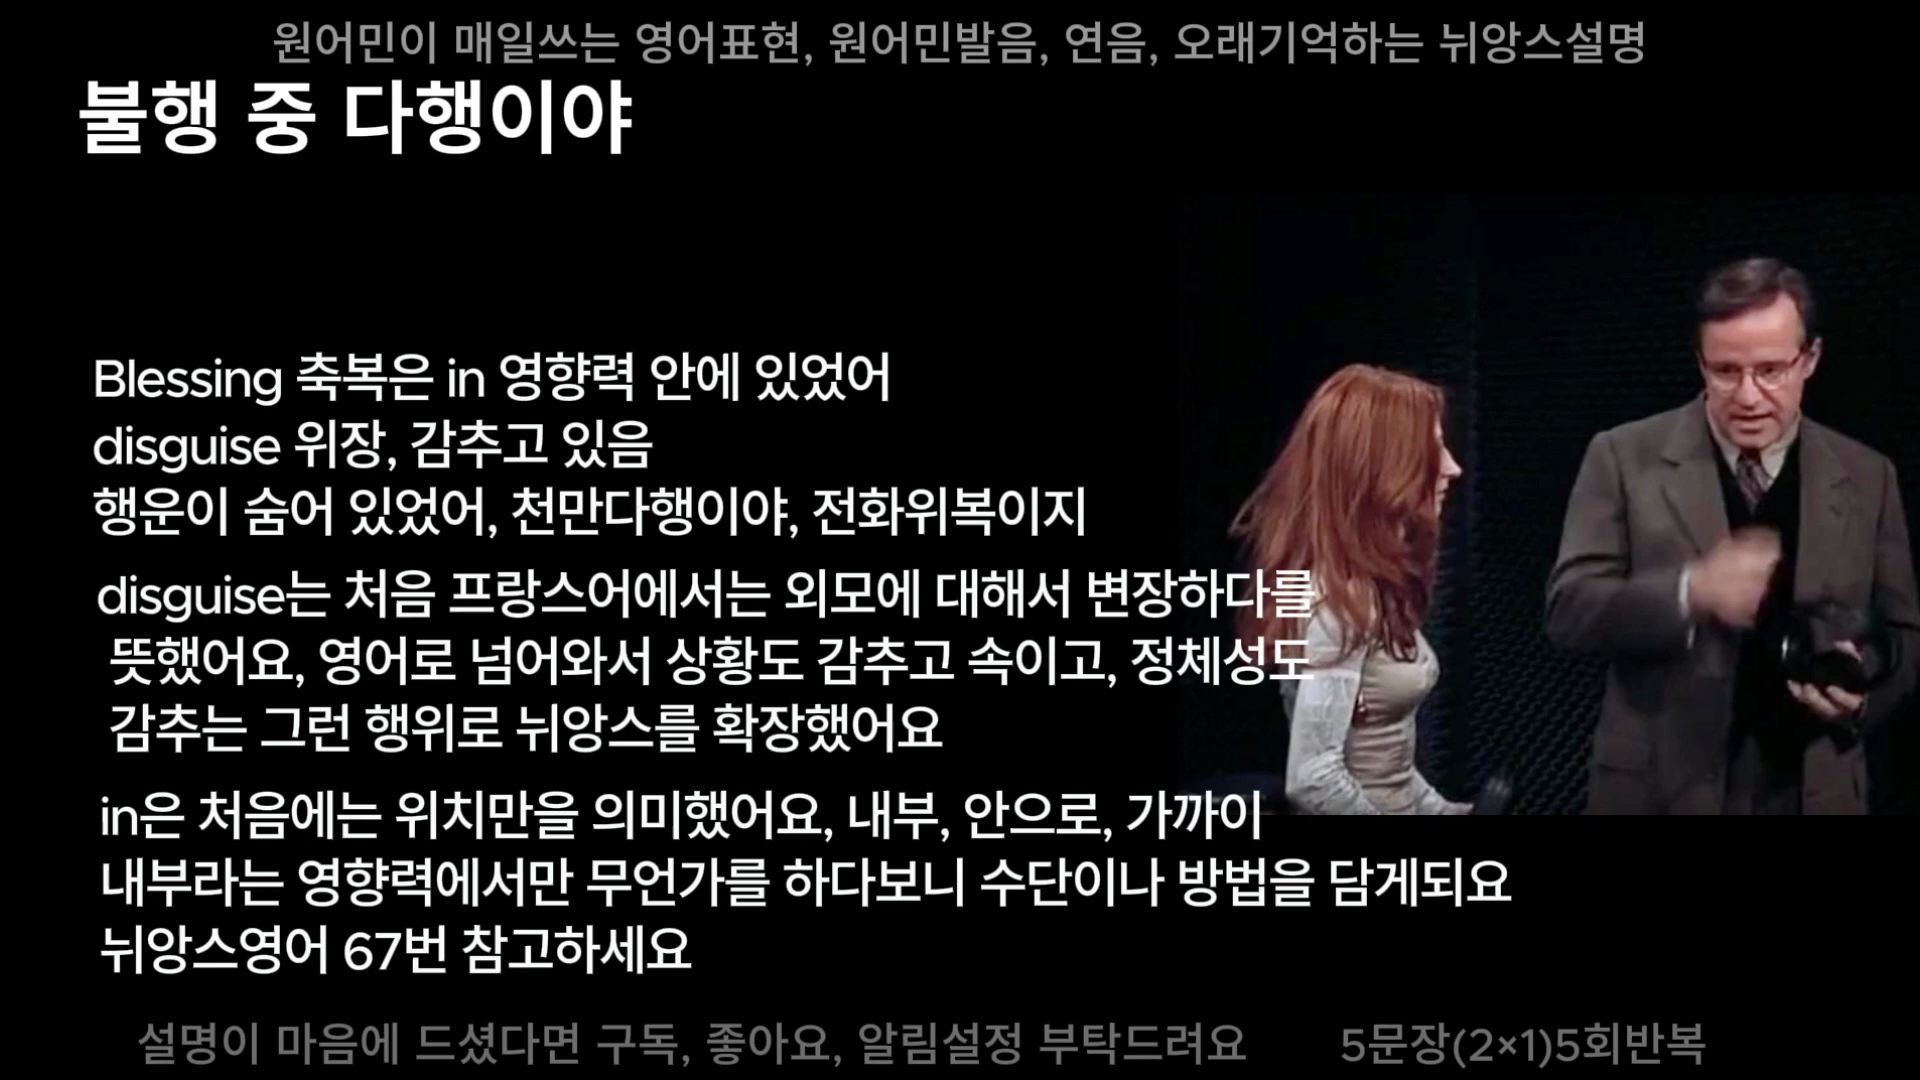 원어민이 매일쓰는 영어표현, 원어민발음, 연음, 오래기억하는 뉘앙스설명
불행 중 다행이야
Blessing 축복은 in 영향력 안에 있었어
disguise 위장, 감추고 있음
행운이 숨어 있었어, 천만다행이야, 전화위복이지
disguise는 처음 프랑스어에서는 외모에 대해서 변장하다를
뜻했어요, 영어로 넘어와서 상황도 감추고 속이고, 정체성도
감추는 그런 행위로 뉘앙스를 확장했어요
in은 처음에는 위치만을 의미했어요, 내부, 안으로, 가까이
내부라는 영향력에서만 무언가를 하다보니 수단이나 방법을 담게되요
뉘앙스영어 67번 참고하세요
설명이 마음에 드셨다면 구독, 좋아요, 알림설정 부탁드려요 5문장(2×1)5회반복